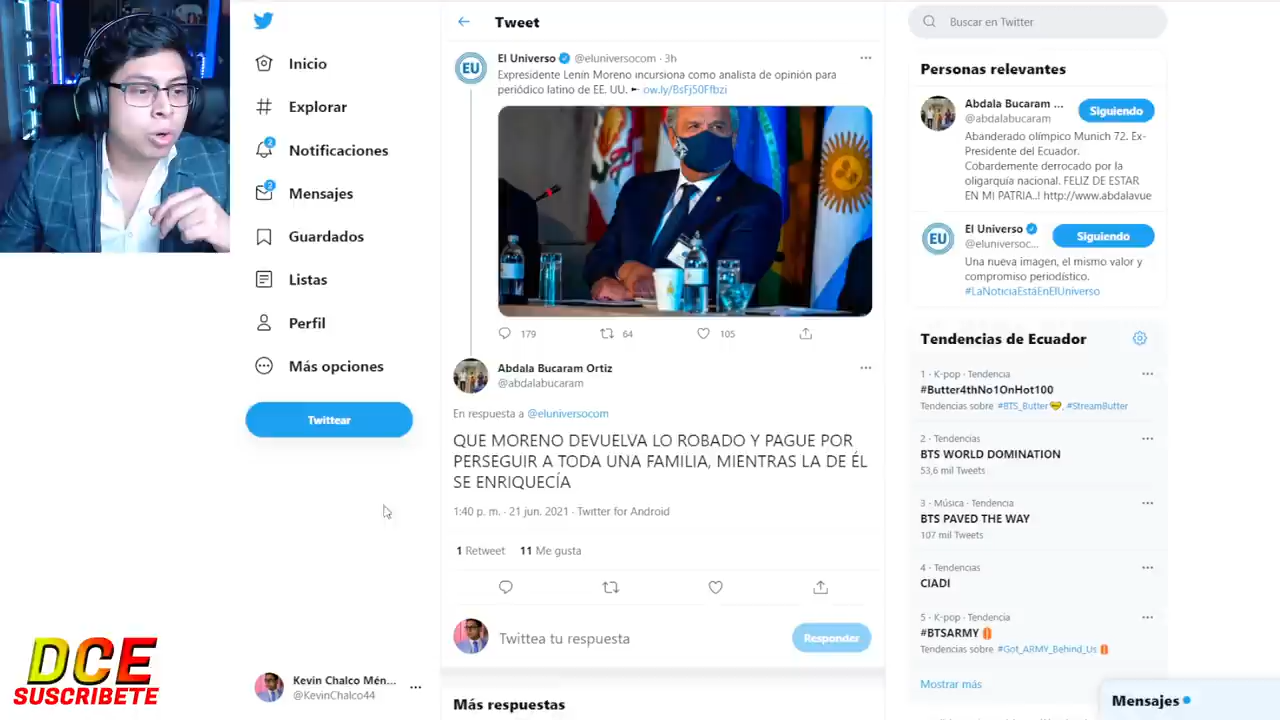 Inicio
Explorar
2
Notificaciones
3
Mensajes
Guardados
Listas
Perfil
Más opciones
Twittear
Kevin Chalco Mén...
@KevinChalco44
DCE
SUSCRIBETE
Tweet
EU
El Universo @eluniversocom · 3h
Expresidente Lenín Moreno incursiona como analista de opinión para
periódico latino de EE. UU. ► ow.ly/BsFj50Ffbzi
179 64 105
Abdala Bucaram Ortiz
@abdalabucaram
En respuesta a @eluniversocom
QUE MORENO DEVUELVA LO ROBADO Y PAGUE POR
PERSEGUIR A TODA UNA FAMILIA, MIENTRAS LA DE ÉL
SE ENRIQUECÍA
1:40 p. m. · 21 jun. 2021 · Twitter for Android
1 Retweet 11 Me gusta
Twittea tu respuesta
Responder
Más respuestas
Buscar en Twitter
Personas relevantes
Abdala Bucaram ...
@abdalabucaram
Siguiendo
Abanderado olímpico Munich 72. Ex-
Presidente del Ecuador.
Cobardemente derrocado por la
oligarquía nacional. FELIZ DE ESTAR
EN MI PATRIA..! http://www.abdalavue
EU
El Universo
@eluniversoc...
Siguiendo
Una nueva imagen, el mismo valor y
compromiso periodístico.
#LaNoticiaEstáEnElUniverso
Tendencias de Ecuador
1 · K-pop · Tendencia
#Butter4thNo1OnHot100
Tendencias sobre #BTS_Butter, #StreamButter
2 · Tendencias
BTS WORLD DOMINATION
53,6 mil Tweets
3 · Música · Tendencia
BTS PAVED THE WAY
107 mil Tweets
4 · Tendencias
CIADI
5 · K-pop · Tendencia
#BTSARMY
Tendencias sobre #Got_ARMY_Behind_Us
Mostrar más
Mensajes